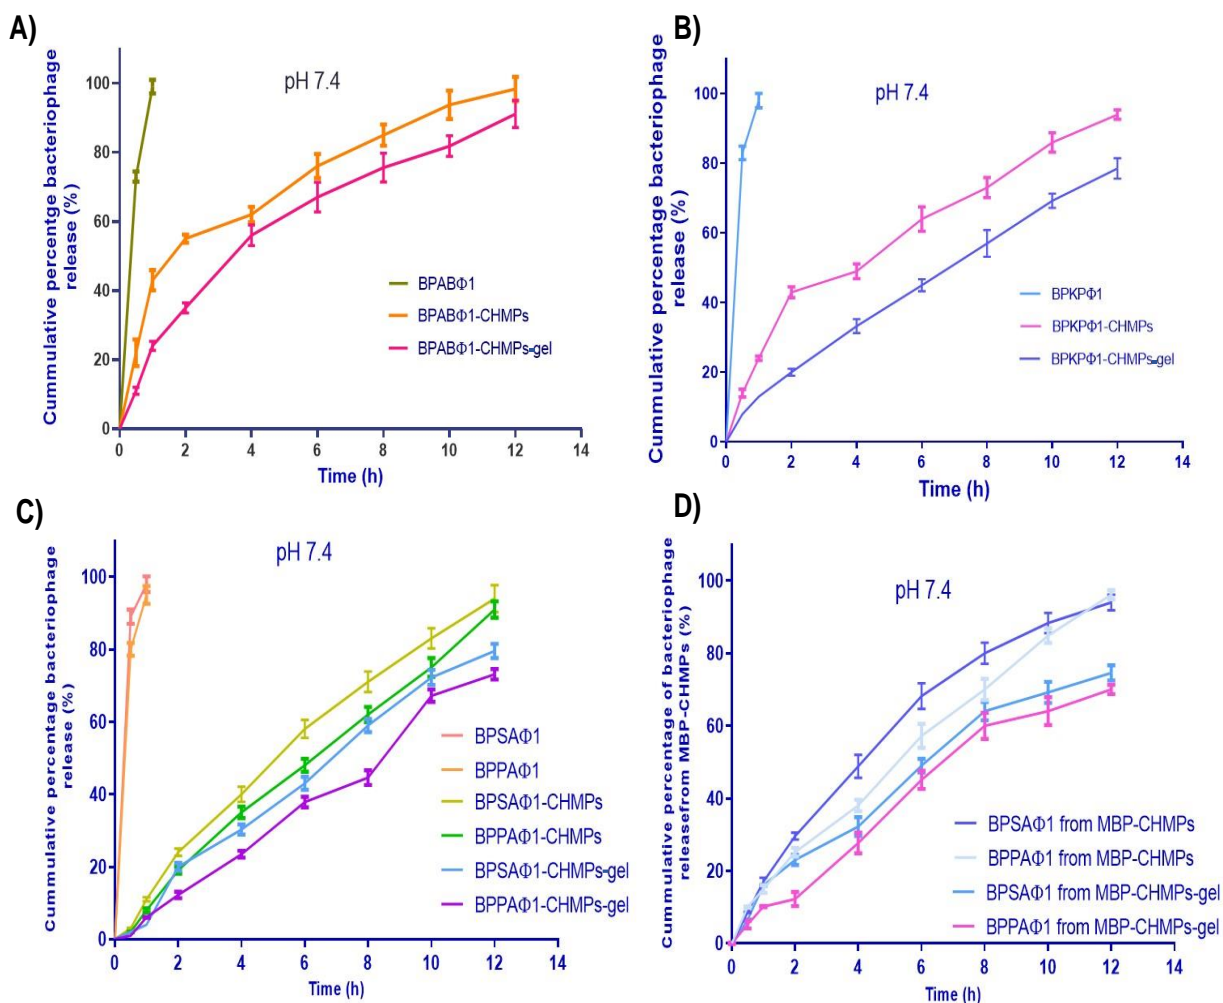 A)
Cummulative percentge bacteriophage
release (%)
pH 7.4
100
80
60
40
20
0
BPABΦ1
BPABΦ1-CHMPs
BPABΦ1-CHMPs-gel
0 2 4 6 8 10 12 14
Time (h)
B)
Cummulative percentage bacteriophage
release (%)
pH 7.4
100
80
60
40
20
0
BPKPΦ1
BPKPΦ1-CHMPs
BPKPΦ1-CHMPs-gel
0 2 4 6 8 10 12 14
Time (h)
C)
Cummulative percentage bacteriophage
release (%)
pH 7.4
100
80
60
40
20
0
BPSAΦ1
BPPAΦ1
BPSAΦ1-CHMPs
BPPAΦ1-CHMPs
BPSAΦ1-CHMPs-gel
BPPAΦ1-CHMPs-gel
0 2 4 6 8 10 12 14
Time (h)
D)
Cummulative percentage of bacteriophage
releasefrom MBP-CHMPs (%)
pH 7.4
100
80
60
40
20
0
BPSAΦ1 from MBP-CHMPs
BPPAΦ1 from MBP-CHMPs
BPSAΦ1 from MBP-CHMPs-gel
BPPAΦ1 from MBP-CHMPs-gel
0 2 4 6 8 10 12 14
Time (h)